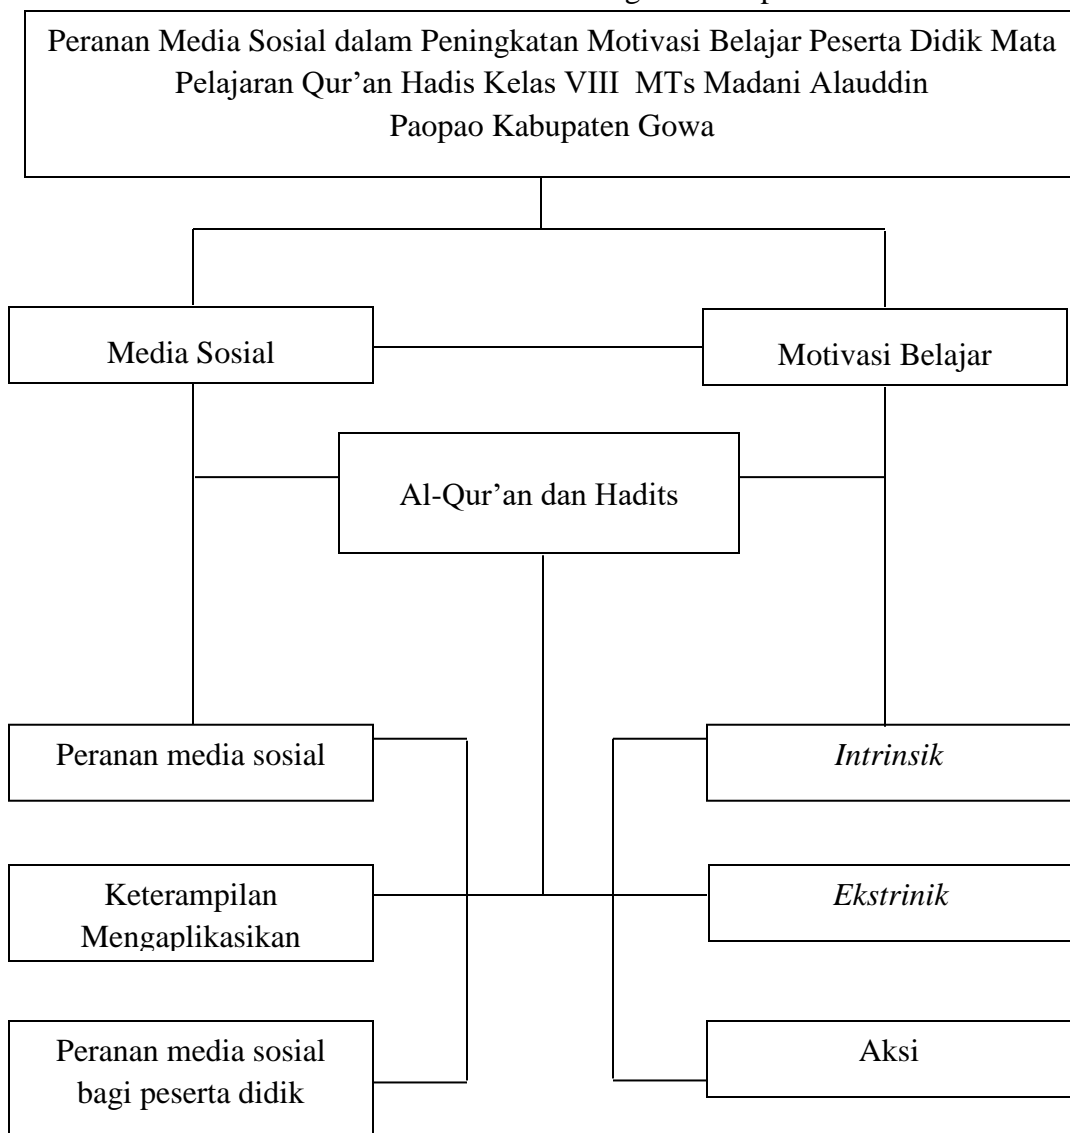 Peranan Media Sosial dalam Peningkatan Motivasi Belajar Peserta Didik Mata
Pelajaran Qur’an Hadis Kelas VIII MTs Madani Alauddin
Paopao Kabupaten Gowa
Media Sosial
Motivasi Belajar
Al-Qur’an dan Hadits
Peranan media sosial
Intrinsik
Keterampilan
Mengaplikasikan
Ekstrinik
Peranan media sosial
bagi peserta didik
Aksi